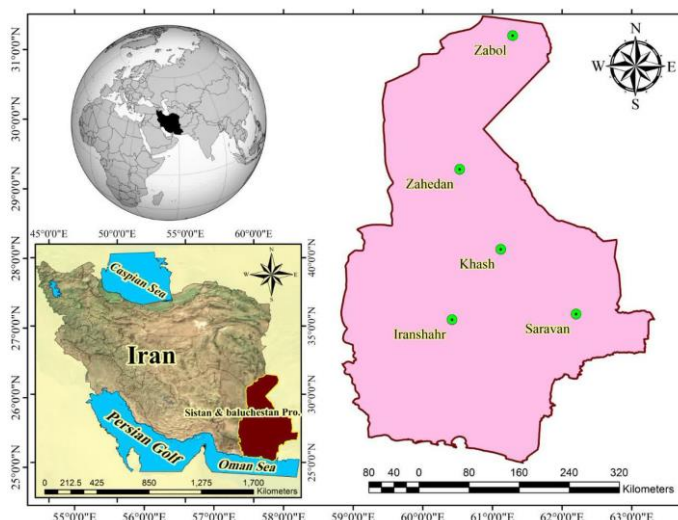 31°0'0"N
30°0'0"N
29°0'0"N
28°0'0"N
27°0'0"N
26°0'0"N
25°0'0"N
55°0'0"E
56°0'0"E
57°0'0"E
58°0'0"E
59°0'0"E
60°0'0"E
61°0'0"E
62°0'0"E
63°0'0"E
45°0'0"E
50°0'0"E
55°0'0"E
60°0'0"E
40°0'0"N
35°0'0"N
30°0'0"N
25°0'0"N
N
W
E
S
Caspian Sea
Iran
Sistan & baluchestan Pro.
Persian Golf
Oman Sea
0 212.5 425 850 1,275 1,700
Kilometers
N
W
E
S
Zabol
Zahedan
Khash
Iranshahr
Saravan
80 40 0 80 160 240 320
Kilometers